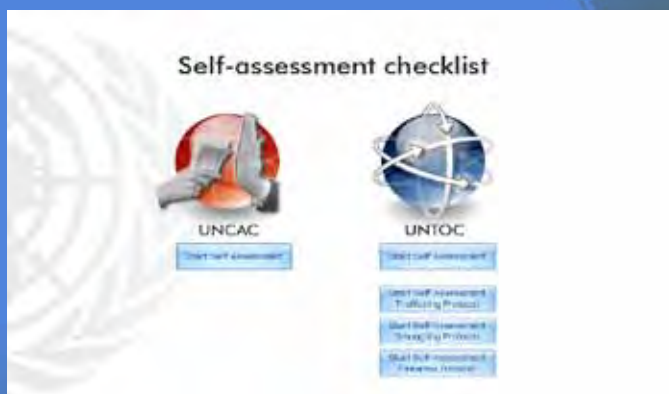 Self-assessment checklist
UNCAC
UNTOC
Start Self Assessment
Start Self Assessment
Start Self Assessment
Trafficking Protocol
Start Self-Assessment
Smuggling Protocol
Start Self-Assessment
Firearms Protocol